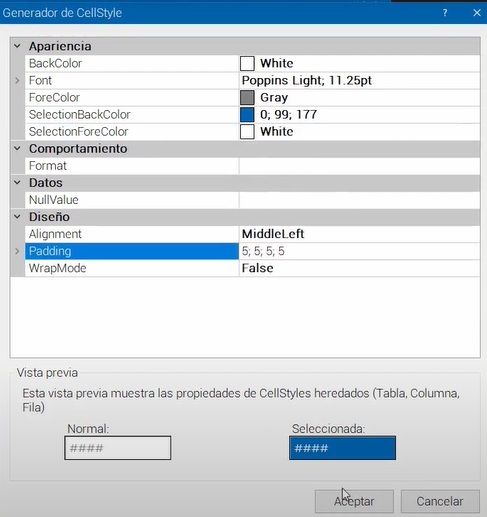 Generador de CellStyle ? ×
Apariencia
BackColor White
Font Poppins Light; 11.25pt
ForeColor Gray
SelectionBackColor 0; 99; 177
SelectionForeColor White
Comportamiento
Format
Datos
NullValue
Diseño
Alignment MiddleLeft
Padding 5; 5; 5; 5
WrapMode False
Vista previa
Esta vista previa muestra las propiedades de CellStyles heredados (Tabla, Columna,
Fila)
Normal: Seleccionada:
#### ####
Aceptar Cancelar